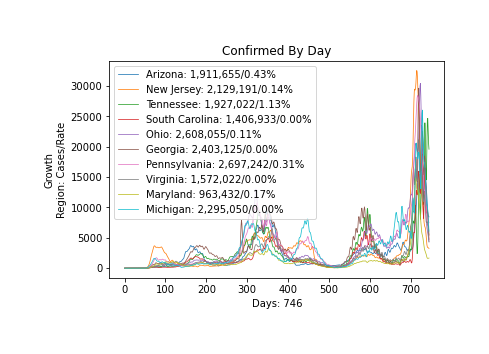 Confirmed By Day
Growth
Region: Cases/Rate
30000
25000
20000
15000
10000
5000
0
Arizona: 1,911,655/0.43%
New Jersey: 2,129,191/0.14%
Tennessee: 1,927,022/1.13%
South Carolina: 1,406,933/0.00%
Ohio: 2,608,055/0.11%
Georgia: 2,403,125/0.00%
Pennsylvania: 2,697,242/0.31%
Virginia: 1,572,022/0.00%
Maryland: 963,432/0.17%
Michigan: 2,295,050/0.00%
0 100 200 300 400 500 600 700
Days: 746